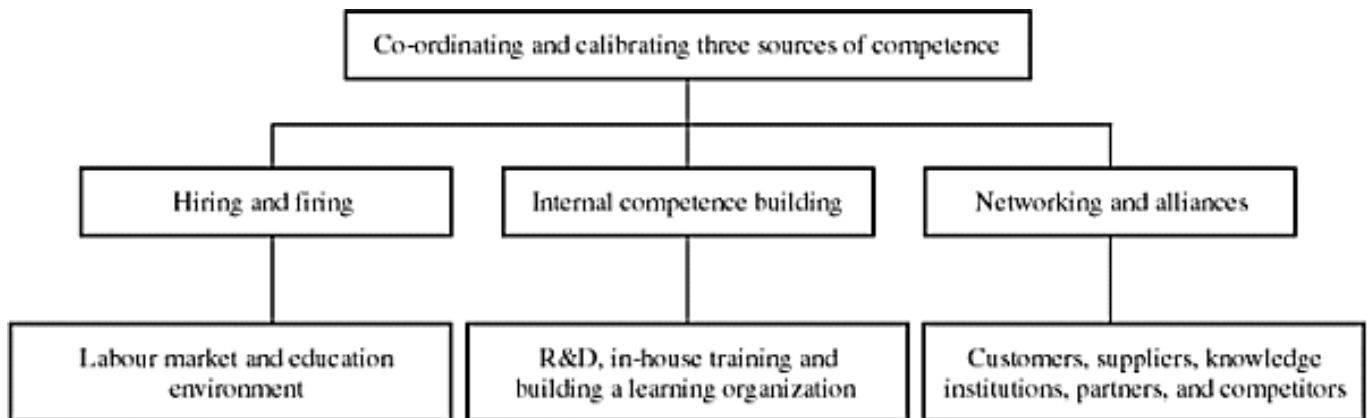 Co-ordinating and calibrating three sources of competence
Hiring and firing
Internal competence building
Networking and alliances
Labour market and education
environment
R&D, in-house training and
building a learning organization
Customers, suppliers, knowledge
institutions, partners, and competitors